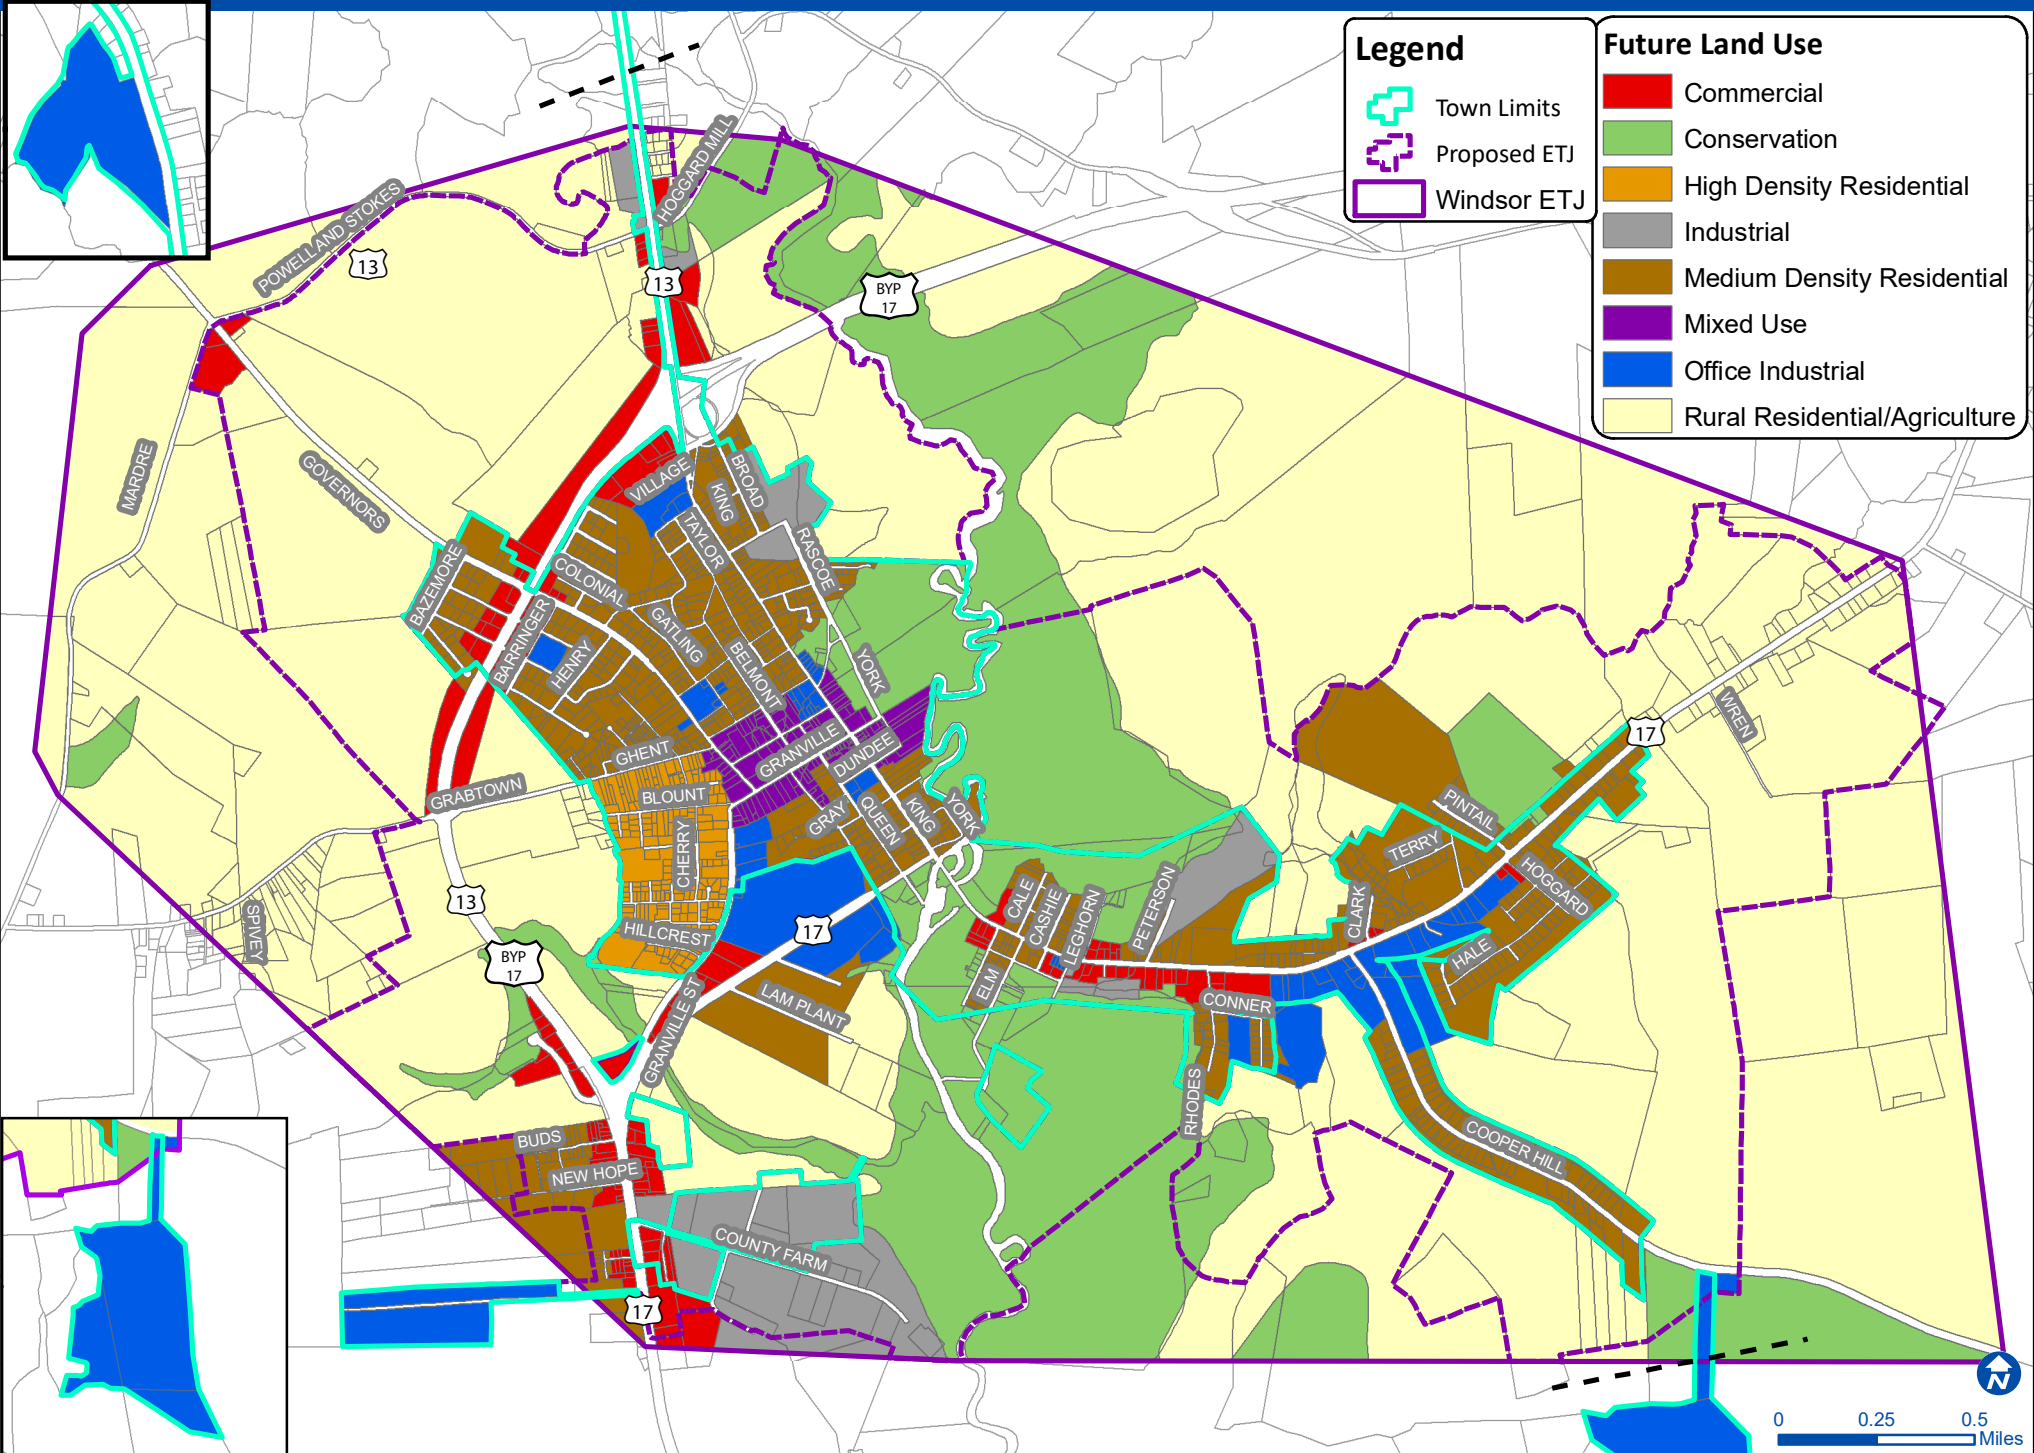 Legend
Town Limits
Proposed ETJ
Windsor ETJ
Future Land Use
Commercial
Conservation
High Density Residential
Industrial
Medium Density Residential
Mixed Use
Office Industrial
Rural Residential/Agriculture
HOGGARD MILL
POWELL AND STOKES
13
13
BYP
17
MARDRE
GOVERNORS
VILLAGE
BROAD
KING
TAYLOR
RASCOE
BAZEMORE
COLONIAL
BARRINGER
GATLING
HENRY
BELMONT
YORK
WREN
17
GHENT
GRANVILLE
DUNDEE
GRABTOWN
BLOUNT
GRAY
QUEEN
KING
YORK
PINTAIL
CHERRY
TERRY
HOGGARD
13
SPIVEY
CALE
CASHIE
LEGHORN
PETERSON
CLARK
HILLCREST
17
HALE
BYP
17
ELM
LAM PLANT
CONNER
GRANVILLE ST
RHODES
BUDS
NEW HOPE
COOPER HILL
COUNTY FARM
17
N
0
0.25
0.5
Miles